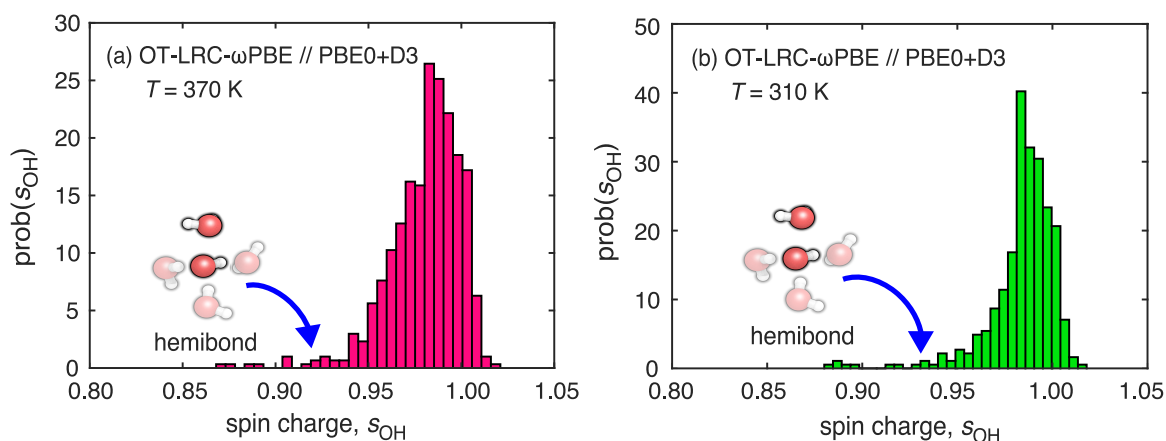 30
25
20
15
10
5
0
prob(sOH)
(a) OT-LRC-ωPBE // PBE0+D3
T = 370 K
hemibond
0.80 0.85 0.90 0.95 1.00 1.05
spin charge, sOH
50
40
30
20
10
0
prob(sOH)
(b) OT-LRC-ωPBE // PBE0+D3
T = 310 K
hemibond
0.80 0.85 0.90 0.95 1.00 1.05
spin charge, sOH